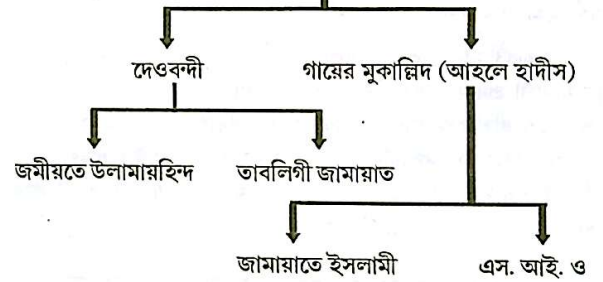 দেওবন্দী গায়ের মুকাল্লিদ (আহলে হাদীস)
জমীয়তে উলামায়হিন্দ তাবলিগী জামায়াত
জামায়াতে ইসলামী এস. আই. ও